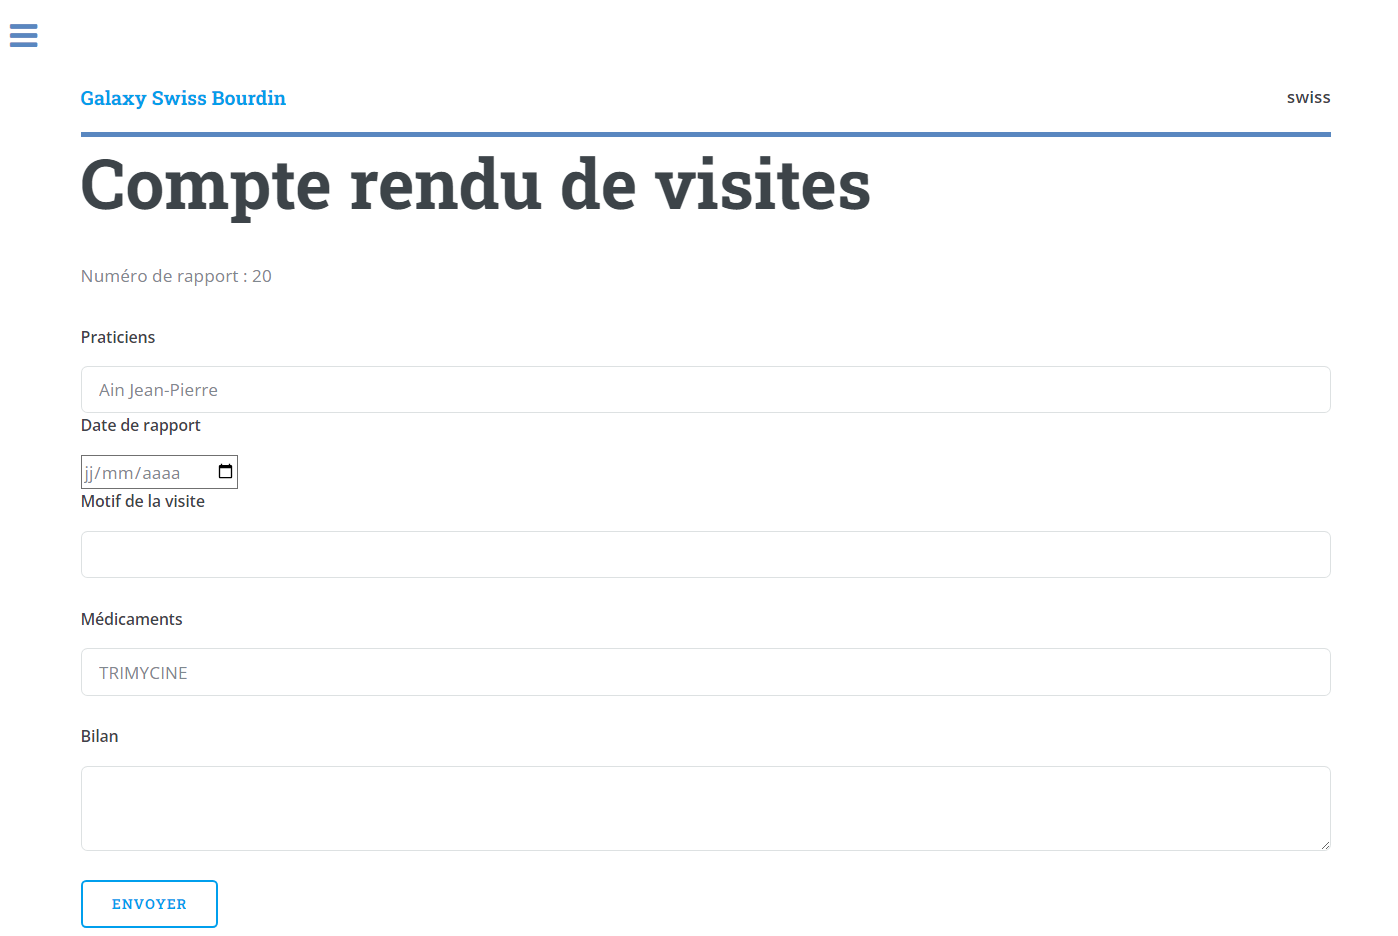 Galaxy Swiss Bourdin
swiss
Compte rendu de visites
Numéro de rapport : 20
Praticiens
Ain Jean-Pierre
Date de rapport
jj/mm/aaaa
Motif de la visite
Médicaments
TRIMYCINE
Bilan
ENVOYER